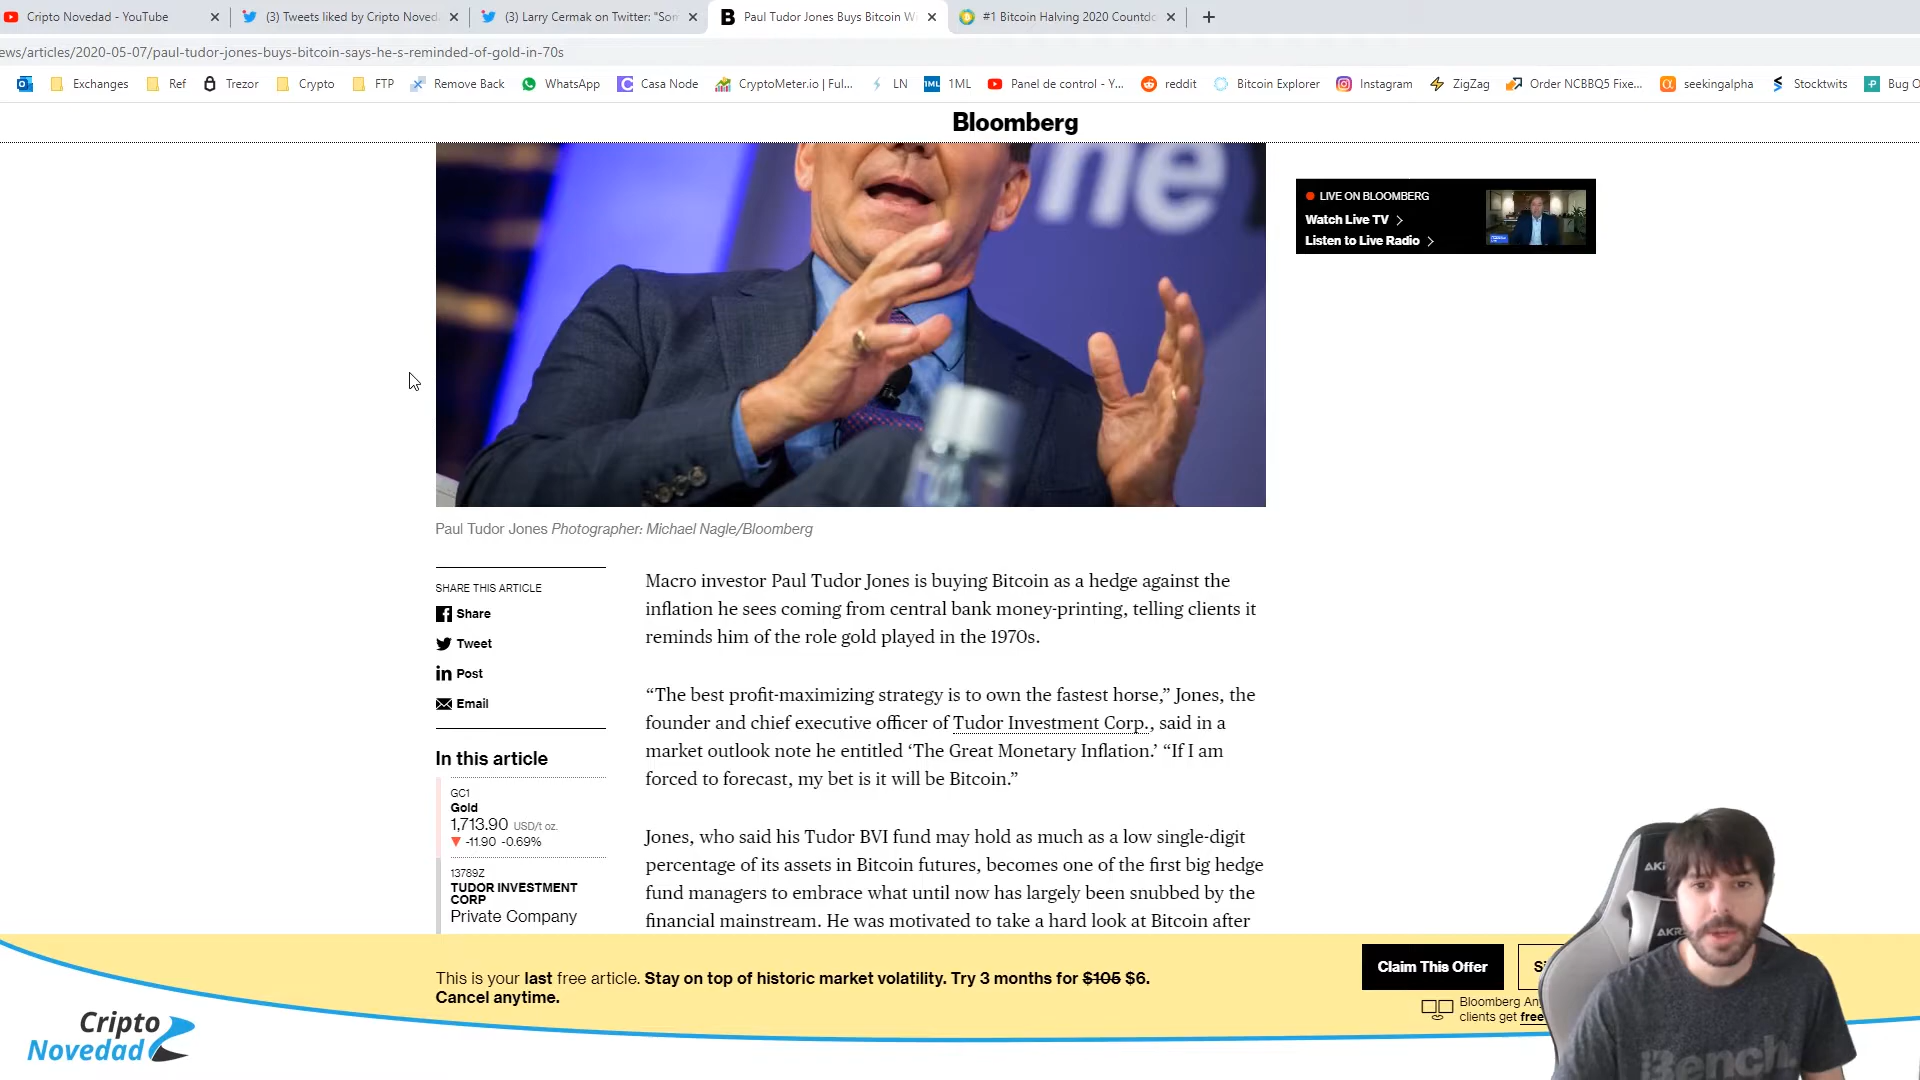 Cripto Novedad - YouTube
(3) Tweets liked by Cripto Noved
(3) Larry Cermak on Twitter: "Son
Paul Tudor Jones Buys Bitcoin W
#1 Bitcoin Halving 2020 Countdo
ews/articles/2020-05-07/paul-tudor-jones-buys-bitcoin-says-he-s-reminded-of-gold-in-70s
Exchanges Ref Trezor Crypto FTP Remove Back WhatsApp Casa Node CryptoMeter.io | Ful... LN 1ML 1ML Panel de control - Y... reddit Bitcoin Explorer Instagram ZigZag Order NCBBQ5 Fixe... seekingalpha Stocktwits Bug O
Bloomberg
ne
LIVE ON BLOOMBERG
Watch Live TV
Listen to Live Radio
Paul Tudor Jones Photographer: Michael Nagle/Bloomberg
SHARE THIS ARTICLE
Share
Tweet
Post
Email
In this article
GC1
Gold
1,713.90 USD/t oz.
▼ -11.90 -0.69%
13789Z
TUDOR INVESTMENT
CORP
Private Company
Macro investor Paul Tudor Jones is buying Bitcoin as a hedge against the
inflation he sees coming from central bank money-printing, telling clients it
reminds him of the role gold played in the 1970s.
“The best profit-maximizing strategy is to own the fastest horse,” Jones, the
founder and chief executive officer of Tudor Investment Corp., said in a
market outlook note he entitled ‘The Great Monetary Inflation.’ “If I am
forced to forecast, my bet is it will be Bitcoin.”
Jones, who said his Tudor BVI fund may hold as much as a low single-digit
percentage of its assets in Bitcoin futures, becomes one of the first big hedge
fund managers to embrace what until now has largely been snubbed by the
financial mainstream. He was motivated to take a hard look at Bitcoin after
This is your last free article. Stay on top of historic market volatility. Try 3 months for $105 $6.
Cancel anytime.
Claim This Offer
Bloomberg An
clients get free
Cripto
Novedad
Bench.